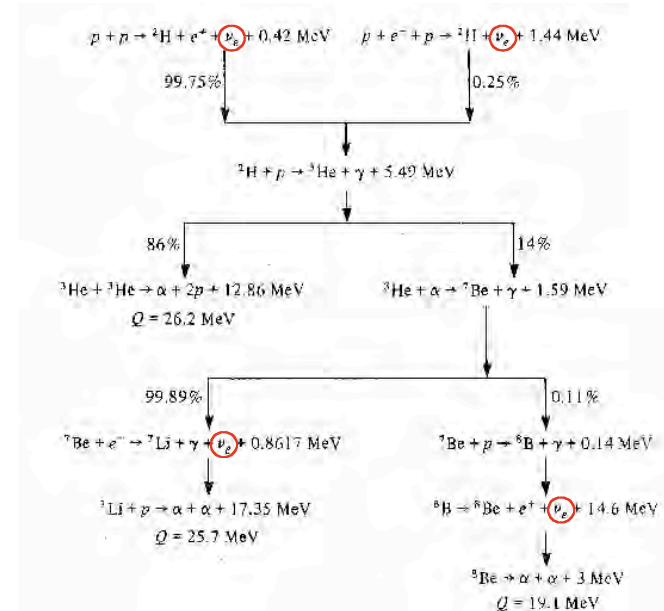 p + p → ²H + e⁺ + νₑ + 0.42 MeV
p + e⁻ + p → ²H + νₑ + 1.44 MeV
99.75%
0.25%
²H + p → ³He + γ + 5.49 MeV
86%
14%
³He + ³He → α + 2p + 12.86 MeV
³He + α → ⁷Be + γ + 1.59 MeV
Q = 26.2 MeV
99.89%
0.11%
⁷Be + e⁻ → ⁷Li + γ + νₑ + 0.8617 MeV
⁷Be + p → ⁸B + γ + 0.14 MeV
⁷Li + p → α + α + 17.35 MeV
⁸B → ⁸Be + e⁺ + νₑ + 14.6 MeV
Q = 25.7 MeV
⁸Be → α + α + 3 MeV
Q = 19.1 MeV